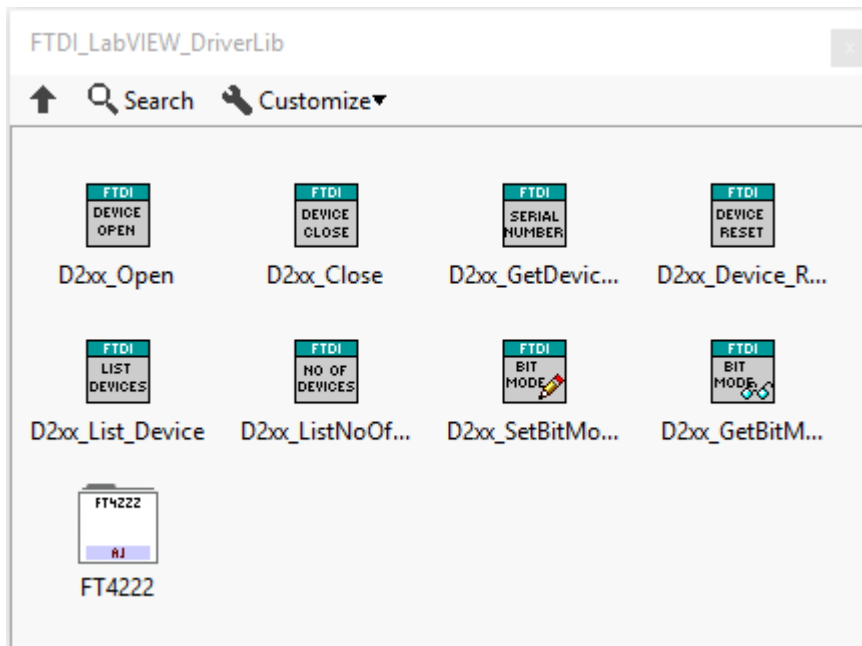 FTDI_LabVIEW_DriverLib
x
Search Customize
FTDI FTDI FTDI FTDI
DEVICE DEVICE SERIAL DEVICE
OPEN CLOSE NUMBER RESET
D2xx_Open D2xx_Close D2xx_GetDevic... D2xx_Device_R...
FTDI FTDI FTDI FTDI
LIST NO OF BIT BIT
DEVICES DEVICES MODE MODE
D2xx_List_Device D2xx_ListNoOf... D2xx_SetBitMo... D2xx_GetBitM...
FT4222
AJ
FT4222